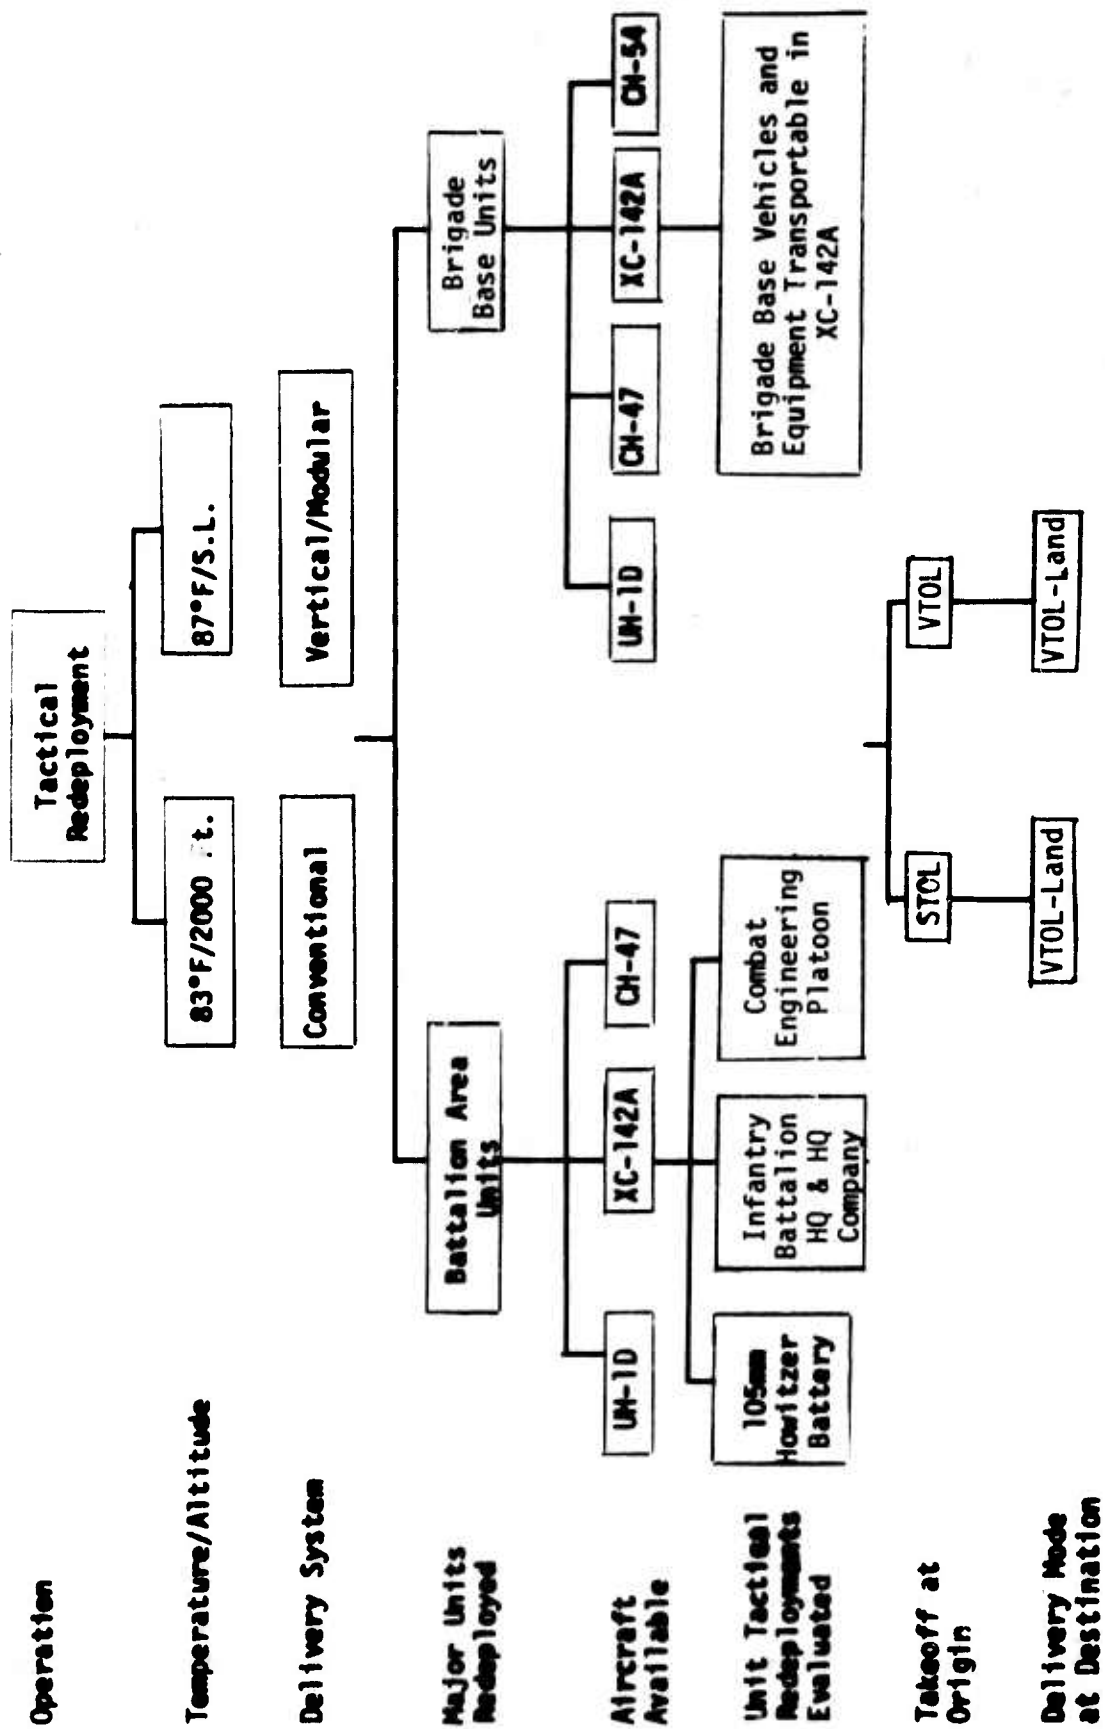 Operation
Tactical
Redeployment
Temperature/Altitude
83°F/2000 Ft.
87°F/S.L.
Delivery System
Conventional
Vertical/Modular
Major Units
Redeployed
Battalion Area
Units
Brigade
Base Units
Aircraft
Available
UH-1D
XC-142A
CH-47
UH-1D
CH-47
XC-142A
CH-54
Unit Tactical
Redeployments
Evaluated
105mm
Howitzer
Battery
Infantry
Battalion
HQ & HQ
Company
Combat
Engineering
Platoon
Brigade Base Vehicles and
Equipment Transportable in
XC-142A
Takeoff at
Origin
STOL
VTOL
Delivery Mode
at Destination
VTOL-Land
VTOL-Land